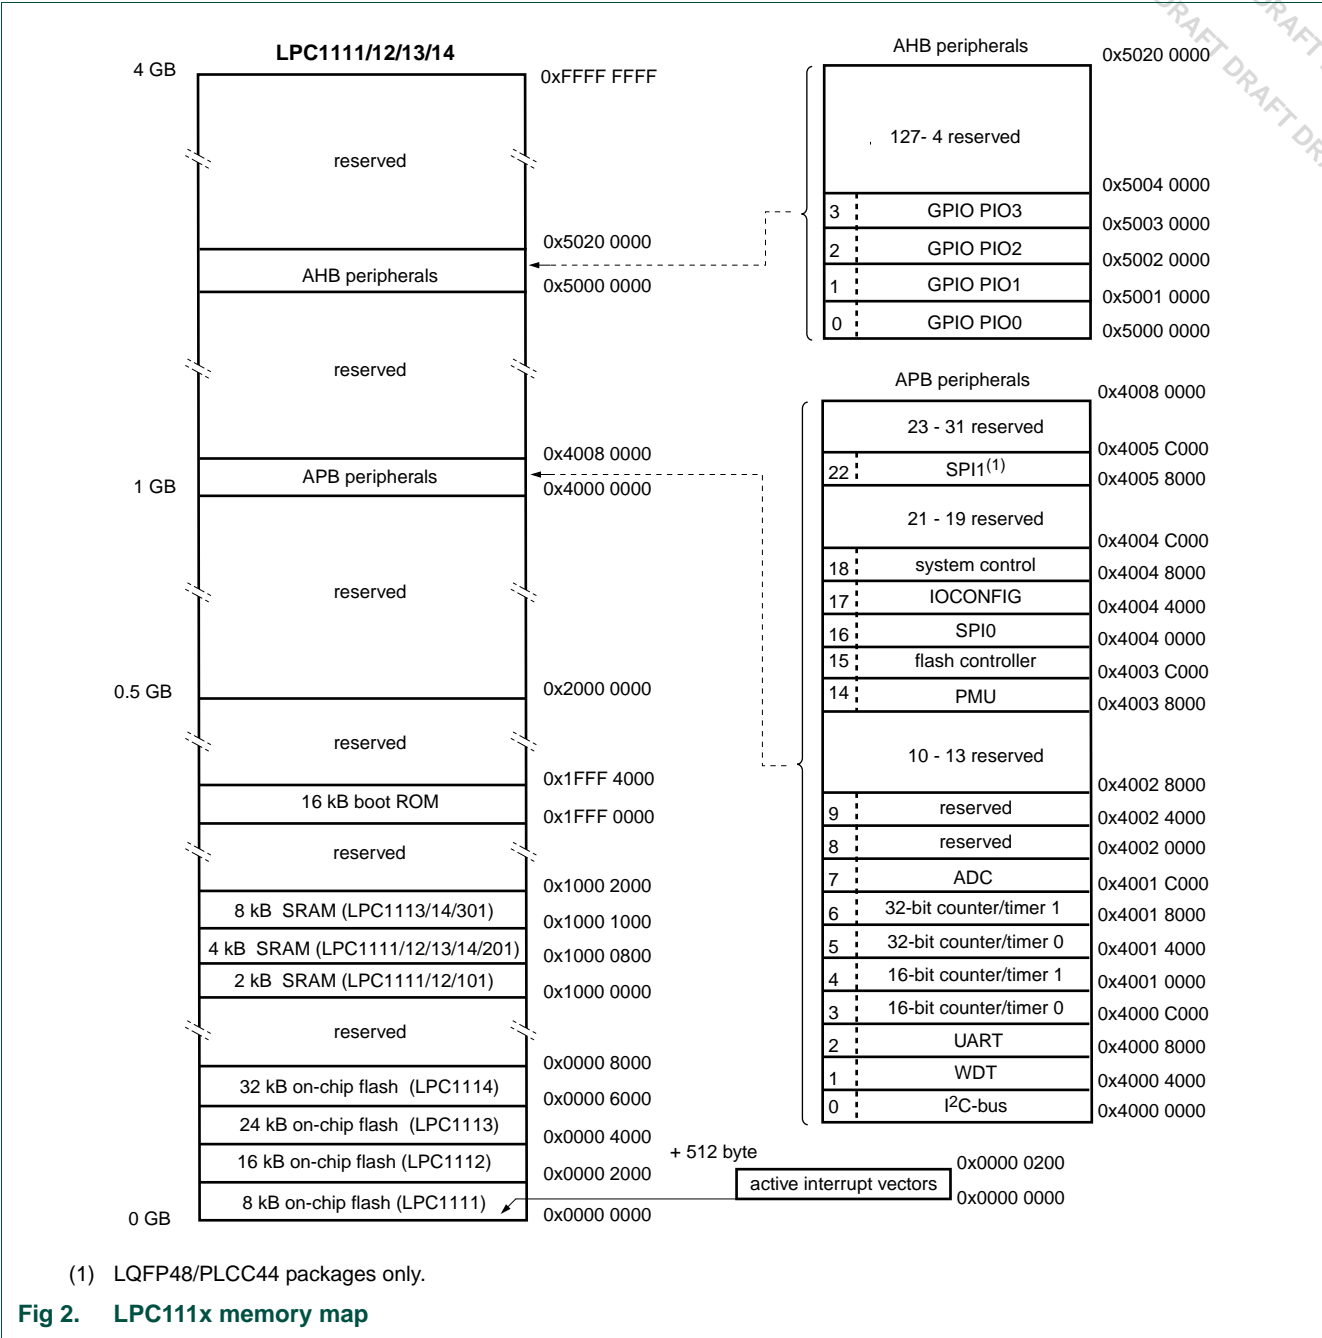 DRAFT DRAFT DRA
DRAFT
LPC1111/12/13/14
4 GB
0xFFFF FFFF
reserved
0x5020 0000
AHB peripherals
0x5000 0000
reserved
0x4008 0000
APB peripherals
1 GB
0x4000 0000
reserved
0.5 GB
0x2000 0000
reserved
0x1FFF 4000
16 kB boot ROM
0x1FFF 0000
reserved
0x1000 2000
8 kB SRAM (LPC1113/14/301)
0x1000 1000
4 kB SRAM (LPC1111/12/13/14/201)
0x1000 0800
2 kB SRAM (LPC1111/12/101)
0x1000 0000
reserved
0x0000 8000
32 kB on-chip flash (LPC1114)
0x0000 6000
24 kB on-chip flash (LPC1113)
0x0000 4000
16 kB on-chip flash (LPC1112)
0x0000 2000
8 kB on-chip flash (LPC1111)
0 GB
0x0000 0000
+ 512 byte
active interrupt vectors
0x0000 0200
0x0000 0000
AHB peripherals
0x5020 0000
127- 4 reserved
0x5004 0000
3 GPIO PIO3
0x5003 0000
2 GPIO PIO2
0x5002 0000
1 GPIO PIO1
0x5001 0000
0 GPIO PIO0
0x5000 0000
APB peripherals
0x4008 0000
23 - 31 reserved
0x4005 C000
22 SPI1(1)
0x4005 8000
21 - 19 reserved
0x4004 C000
18 system control
0x4004 8000
17 IOCONFIG
0x4004 4000
16 SPI0
0x4004 0000
15 flash controller
0x4003 C000
14 PMU
0x4003 8000
10 - 13 reserved
0x4002 8000
9 reserved
0x4002 4000
8 reserved
0x4002 0000
7 ADC
0x4001 C000
6 32-bit counter/timer 1
0x4001 8000
5 32-bit counter/timer 0
0x4001 4000
4 16-bit counter/timer 1
0x4001 0000
3 16-bit counter/timer 0
0x4000 C000
2 UART
0x4000 8000
1 WDT
0x4000 4000
0 I2C-bus
0x4000 0000
(1) LQFP48/PLCC44 packages only.
Fig 2. LPC111x memory map